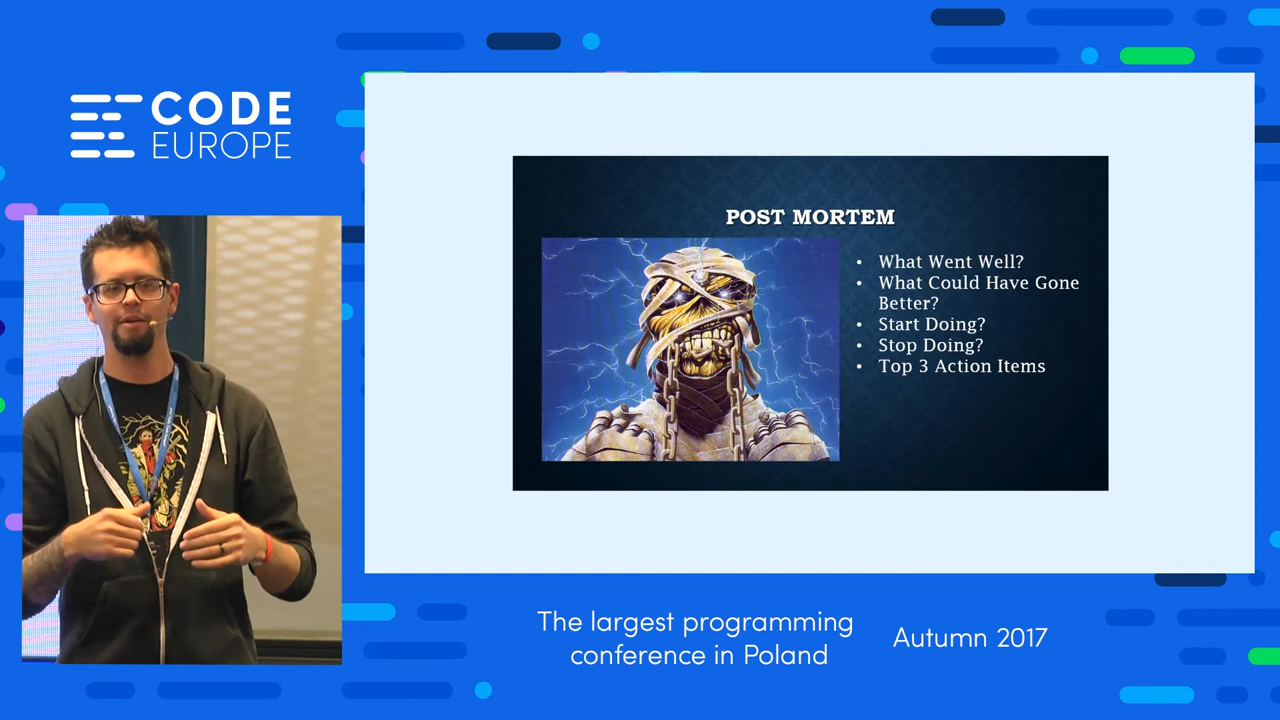 CODE
EUROPE
POST MORTEM
• What Went Well?
• What Could Have Gone
Better?
• Start Doing?
• Stop Doing?
• Top 3 Action Items
The largest programming
conference in Poland
Autumn 2017